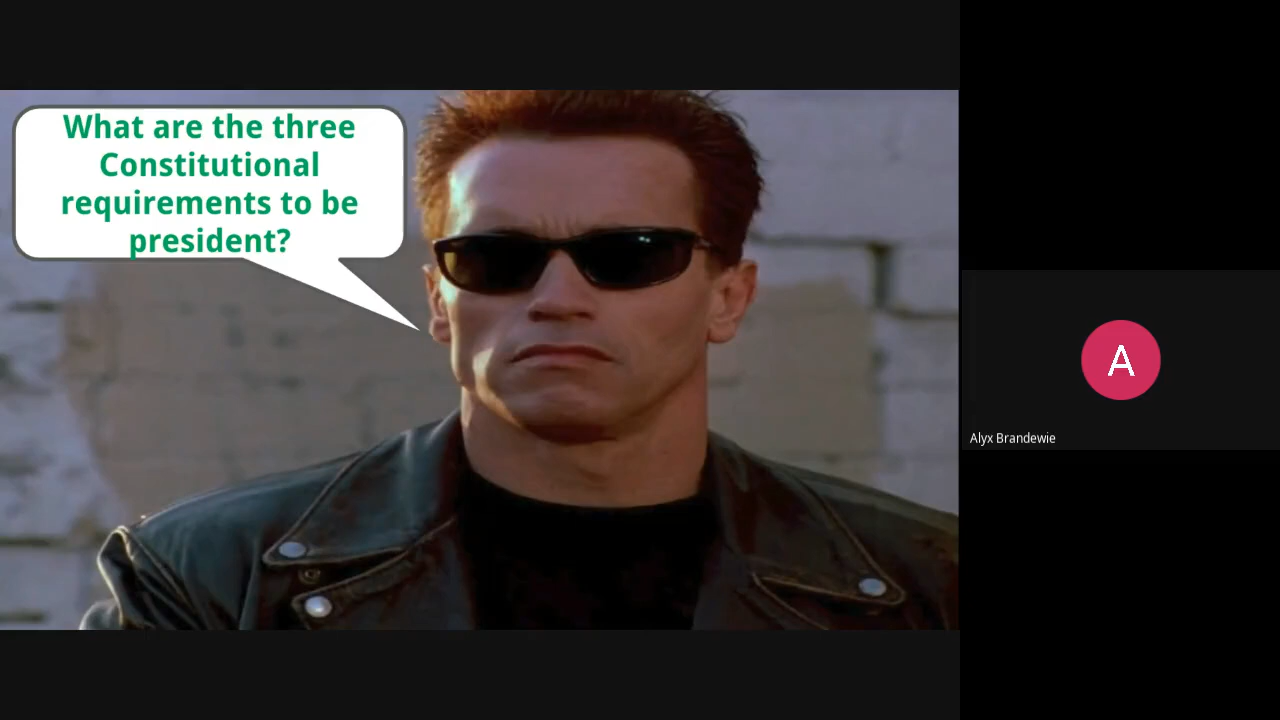 What are the three
Constitutional
requirements to be
president?
A
Alyx Brandewie